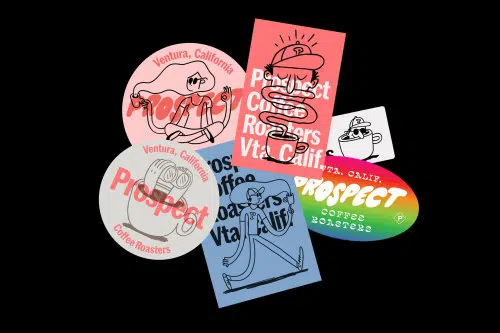 Ventura, California
PROSPECT
Prospect
Coffee
Roasters
Vta. Calif.
P
Ventura, California
Prospect
Coffee Roasters
Prospect
Coffee
Roasters
Vta. Calif.
VTA. CALIF.
PROSPECT
COFFEE
ROASTERS
P